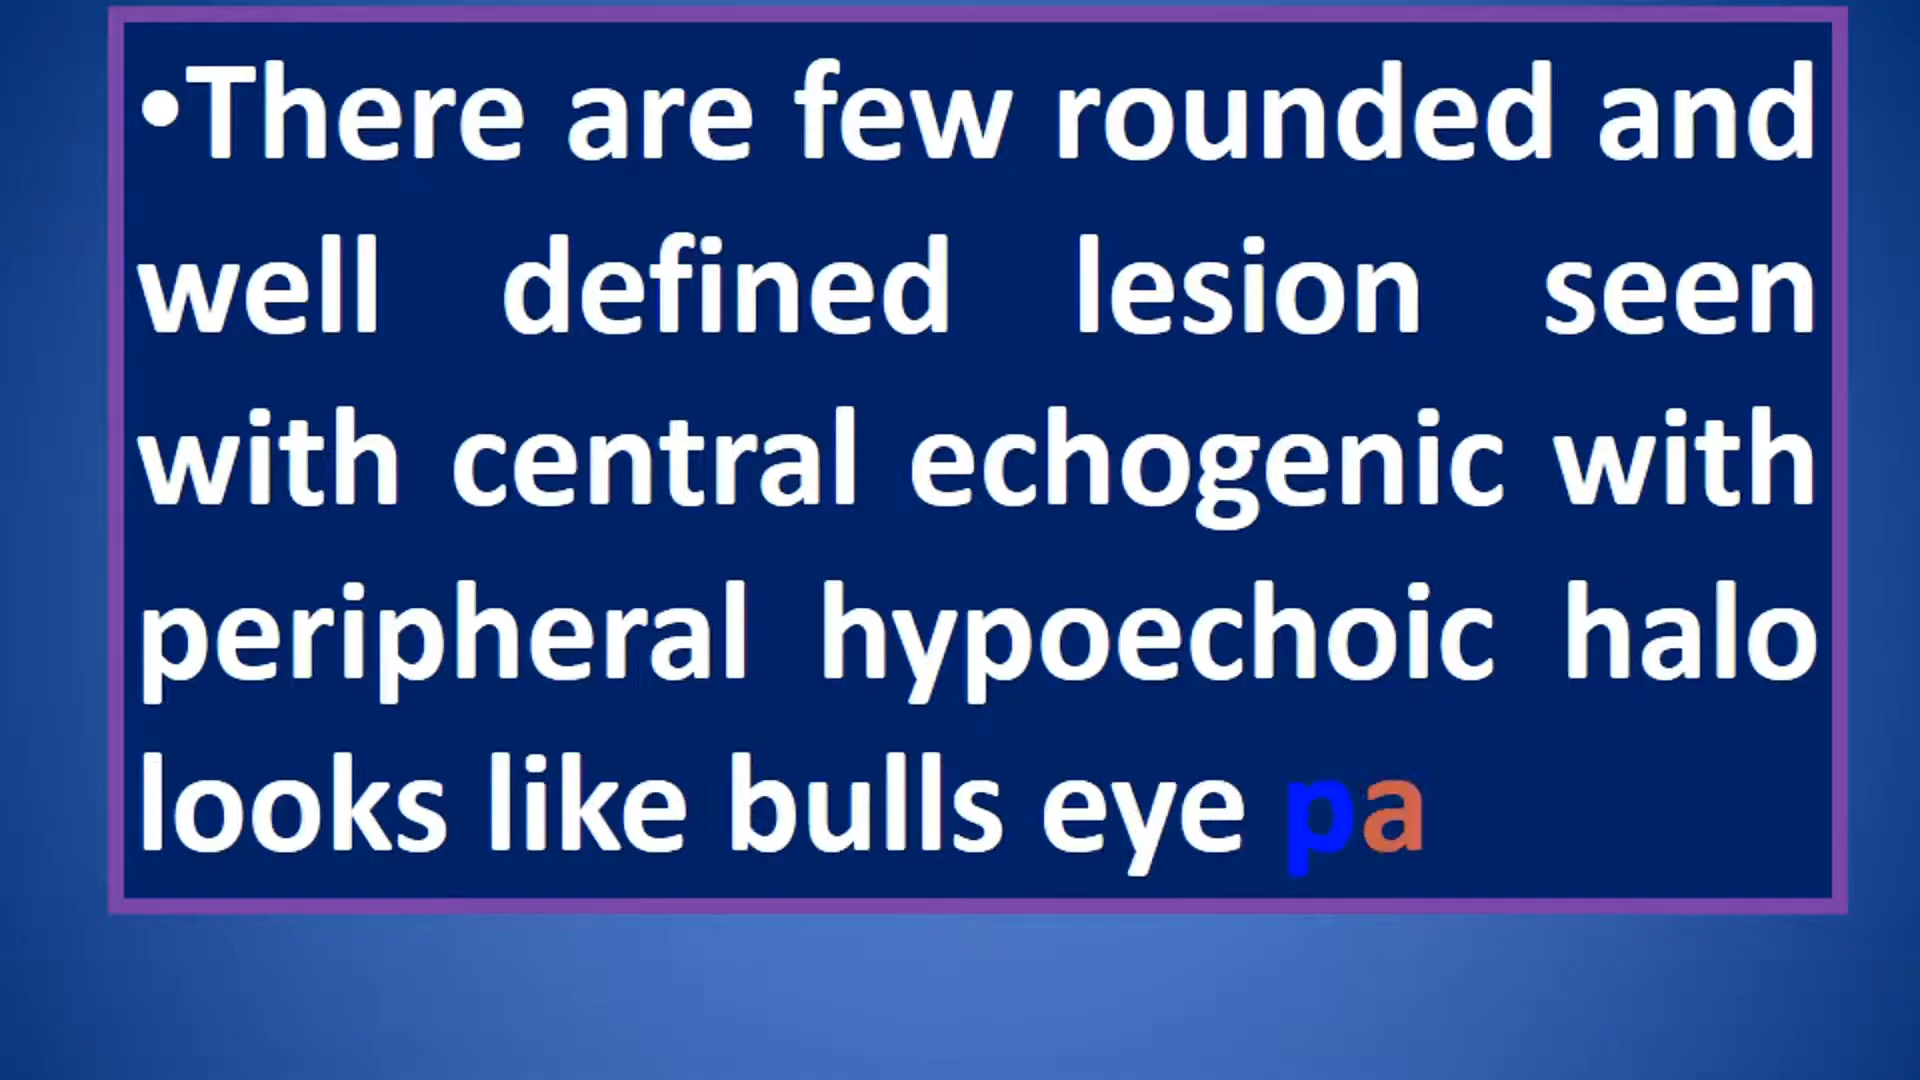 •There are few rounded and
well defined lesion seen
with central echogenic with
peripheral hypoechoic halo
looks like bulls eye pa